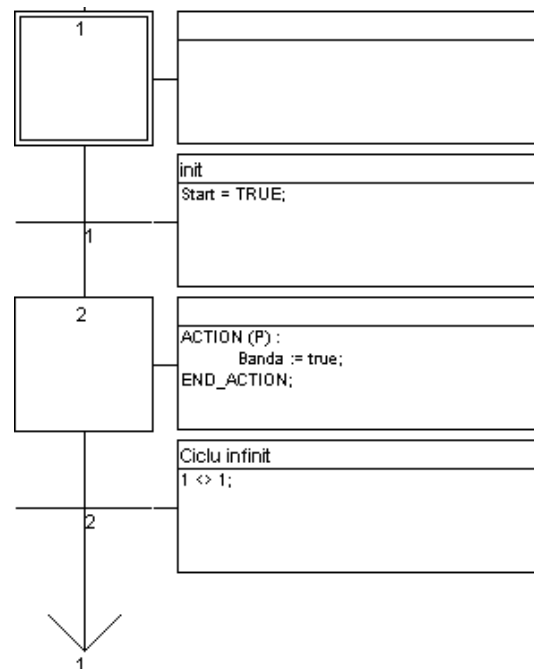 1
init
Start = TRUE;
1
2
ACTION (P) :
Banda := true;
END_ACTION;
Ciclu infinit
1 <> 1;
2
1